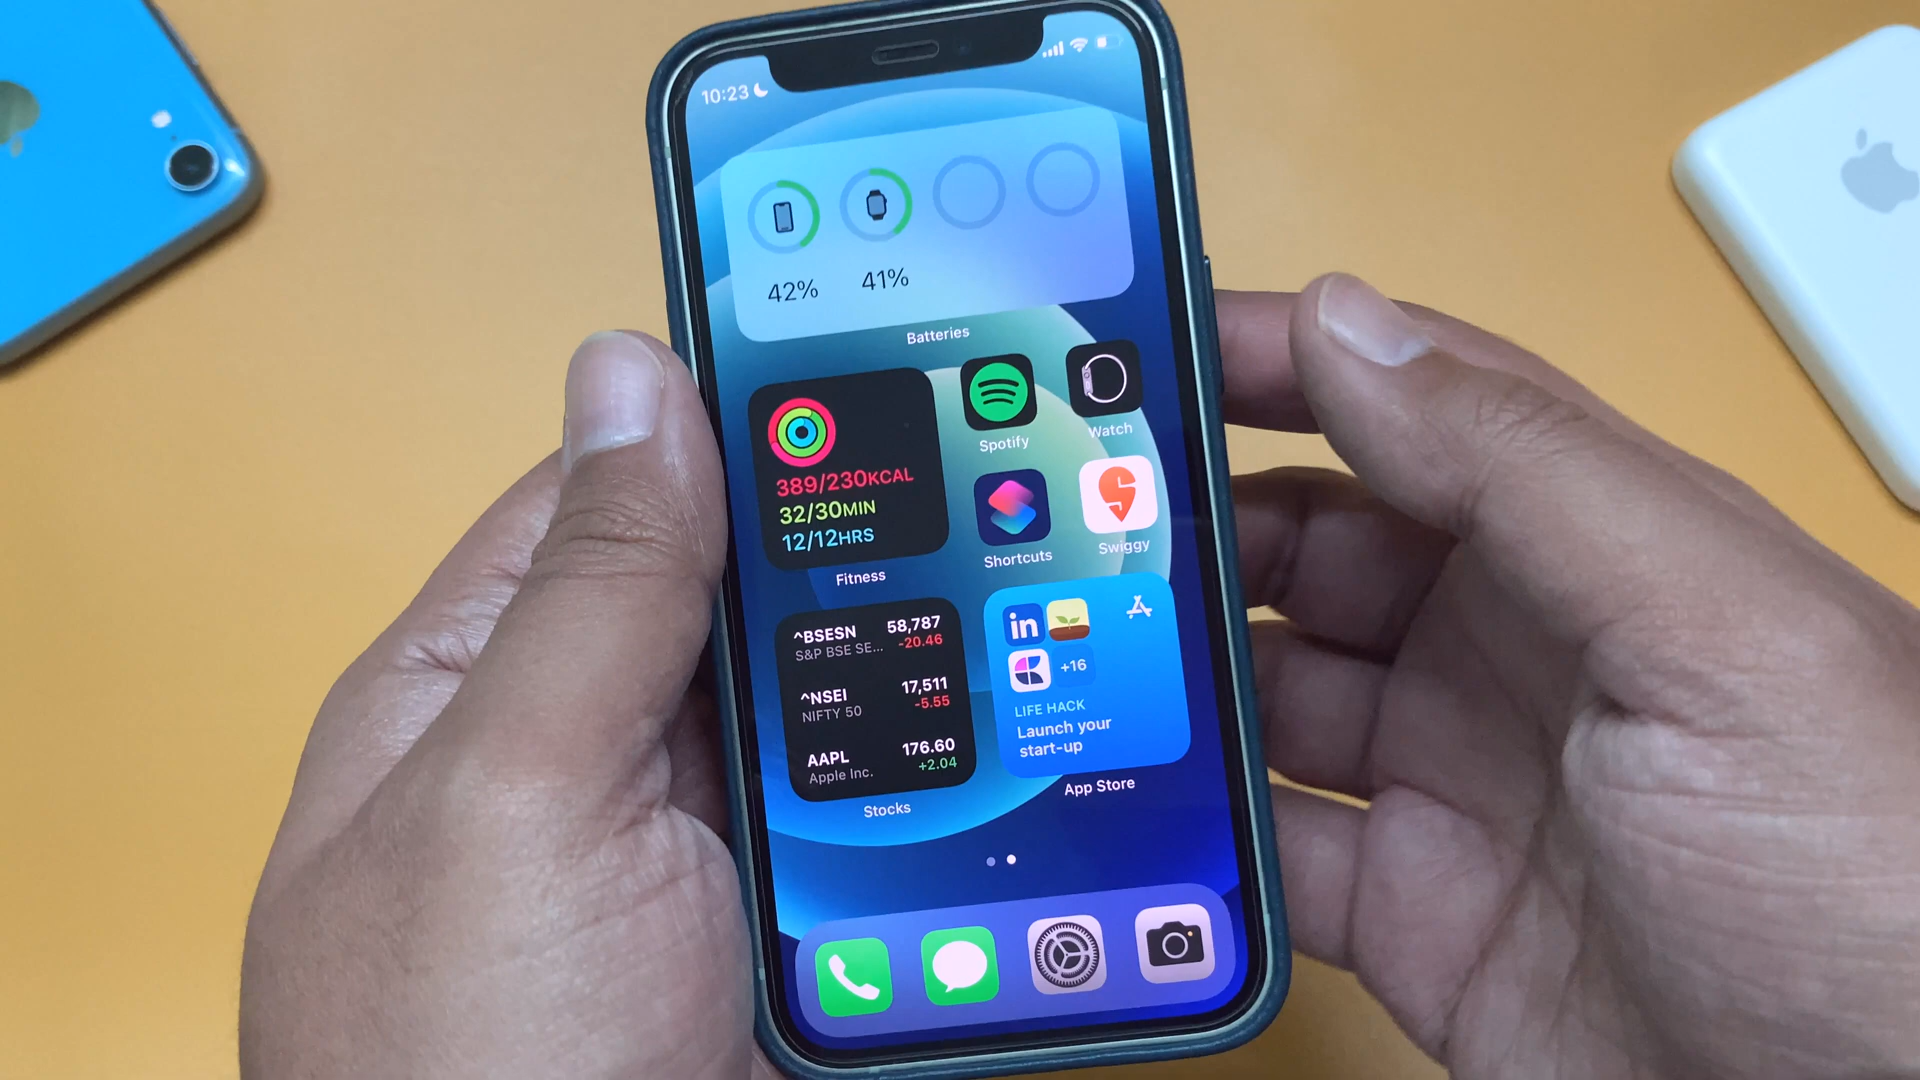 10:23
42%
41%
Batteries
389/230KCAL
32/30MIN
12/12HRS
Fitness
Spotify
Watch
Shortcuts
Swiggy
^BSESN 58,787
S&P BSE SE... -20.46
^NSEI 17,511
NIFTY 50 -5.55
AAPL 176.60
Apple Inc. +2.04
Stocks
in
+16
LIFE HACK
Launch your
start-up
App Store